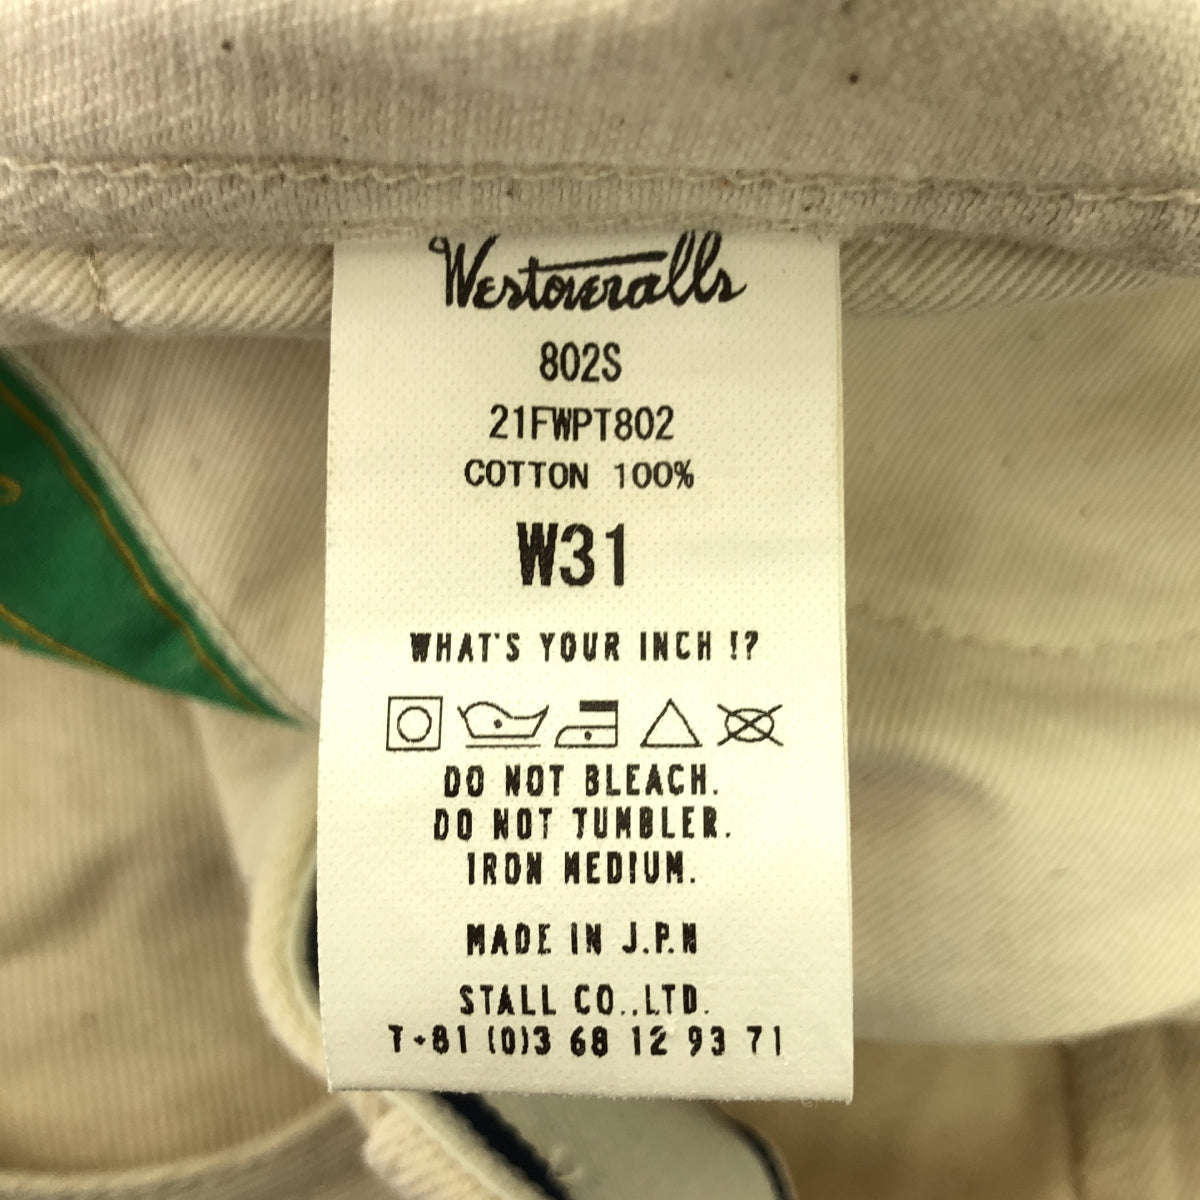 Westoveralls
802S
21FWPT802
COTTON 100%
W31
WHAT'S YOUR INCH !?
DO NOT BLEACH.
DO NOT TUMBLER.
IRON MEDIUM.
MADE IN J.P.N
STALL CO.,LTD.
T+81 (0)3 68 12 93 71